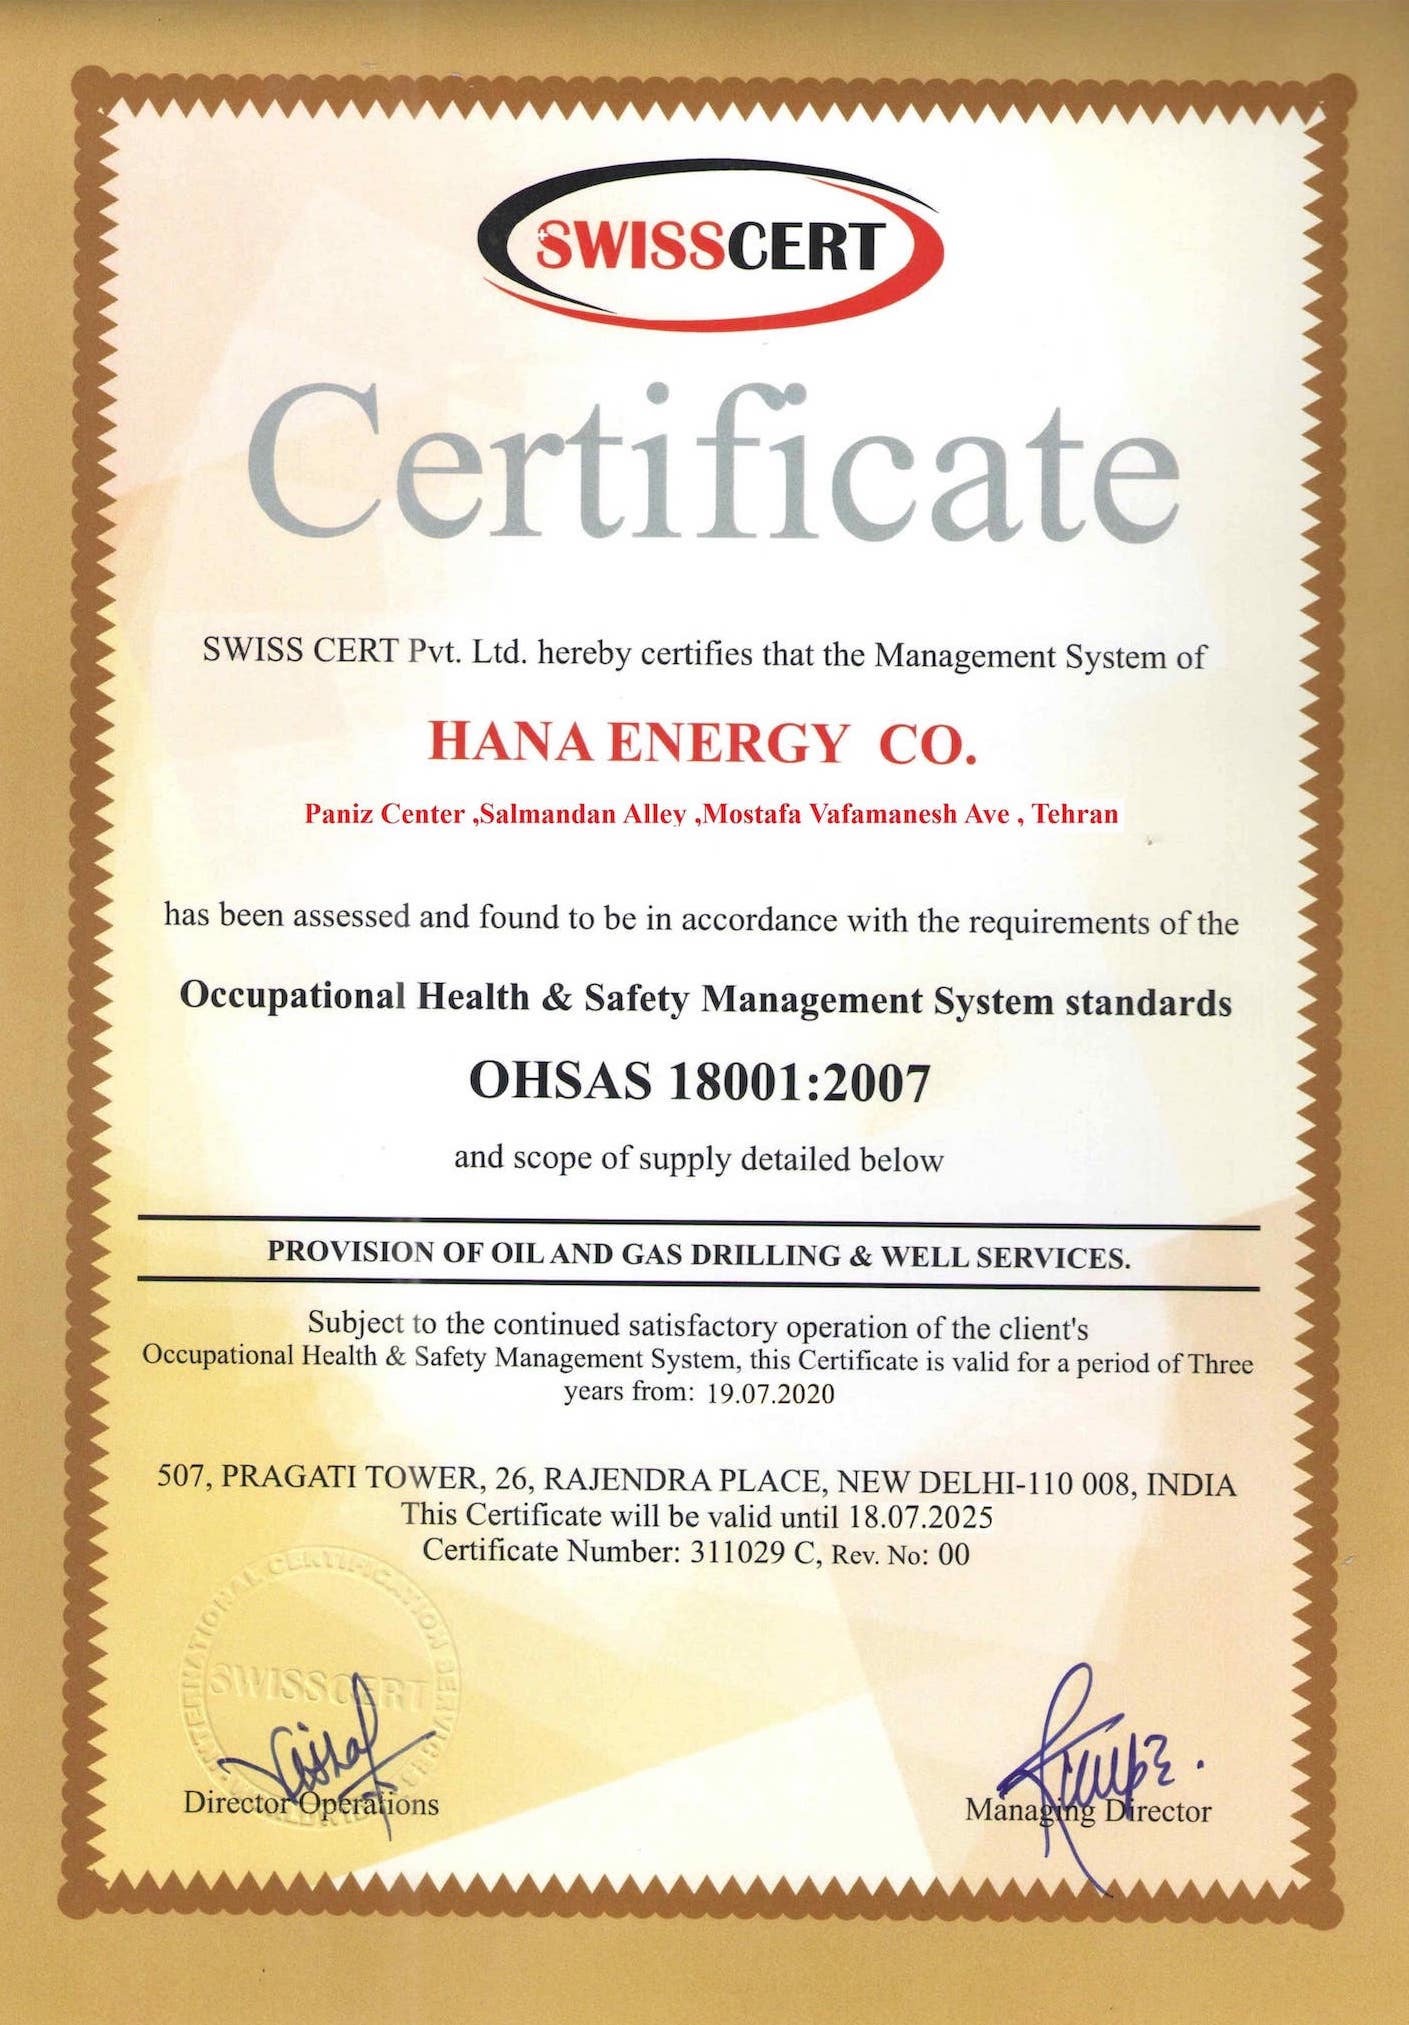 SWISSCERT
Certificate
SWISS CERT Pvt. Ltd. hereby certifies that the Management System of
HANA ENERGY CO.
Paniz Center ,Salmandan Alley ,Mostafa Vafamanesh Ave , Tehran
has been assessed and found to be in accordance with the requirements of the
Occupational Health & Safety Management System standards
OHSAS 18001:2007
and scope of supply detailed below
PROVISION OF OIL AND GAS DRILLING & WELL SERVICES.
Subject to the continued satisfactory operation of the client's
Occupational Health & Safety Management System, this Certificate is valid for a period of Three
years from: 19.07.2020
507, PRAGATI TOWER, 26, RAJENDRA PLACE, NEW DELHI-110 008, INDIA
This Certificate will be valid until 18.07.2025
Certificate Number: 311029 C, Rev. No: 00
INTERNATIONAL CERTIFICATION SERVICES
SWISSCERT
Director Operations
Managing Director